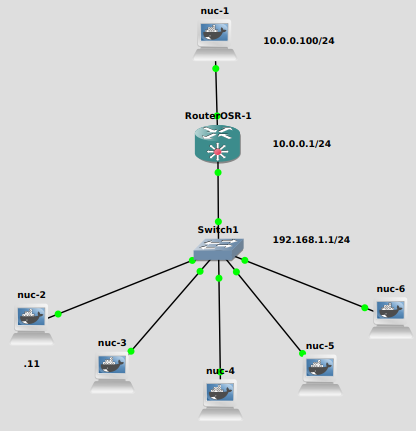 nuc-1
10.0.0.100/24
RouterOSR-1
10.0.0.1/24
Switch1
192.168.1.1/24
nuc-6
nuc-2
nuc-3
nuc-5
.11
nuc-4